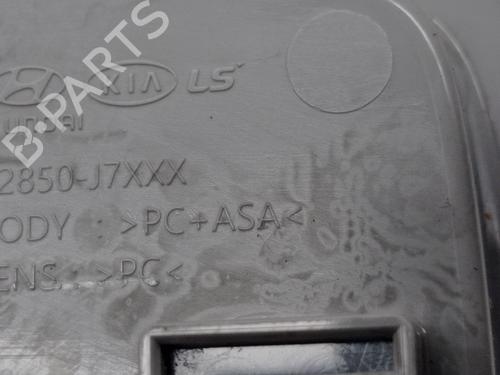 B-PARTS
KIA LS
2850-J7XXX
ODY : >PC+ASA<
ENS : >PC<